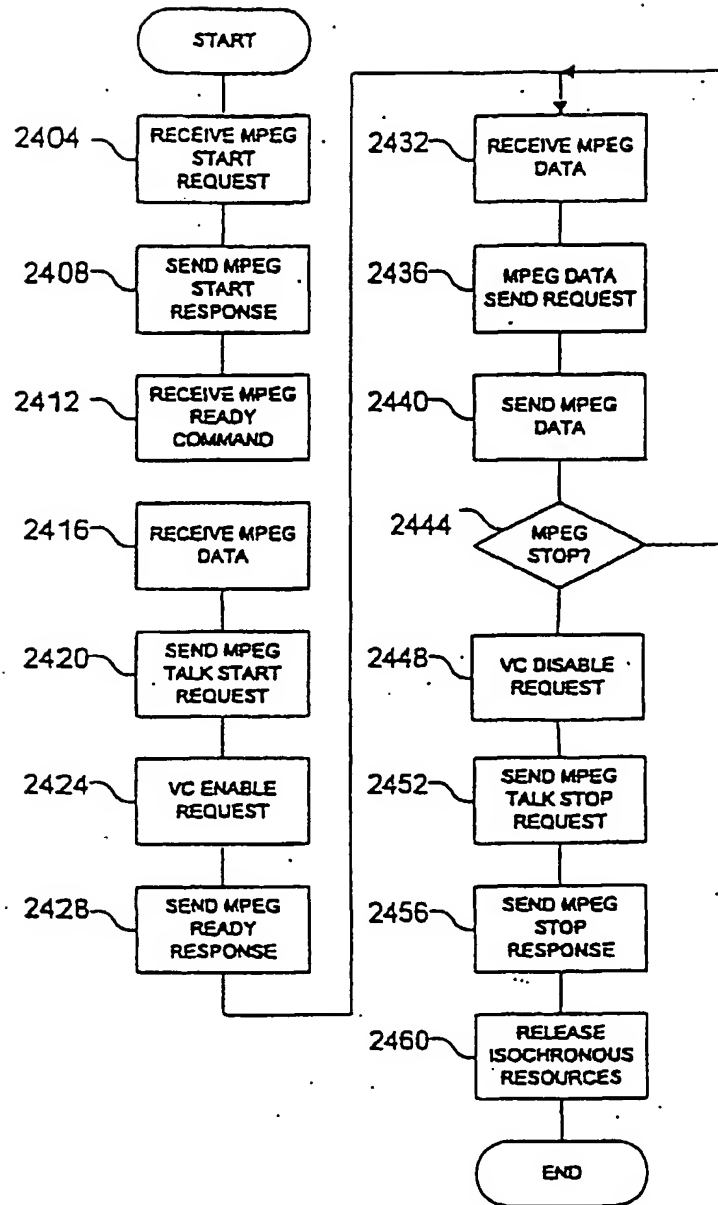 START
2404
RECEIVE MPEG
START
REQUEST
2408
SEND MPEG
START
RESPONSE
2412
RECEIVE MPEG
READY
COMMAND
2416
RECEIVE MPEG
DATA
2420
SEND MPEG
TALK START
REQUEST
2424
VC ENABLE
REQUEST
2428
SEND MPEG
READY
RESPONSE
2432
RECEIVE MPEG
DATA
2436
MPEG DATA
SEND REQUEST
2440
SEND MPEG
DATA
2444
MPEG
STOP?
2448
VC DISABLE
REQUEST
2452
SEND MPEG
TALK STOP
REQUEST
2456
SEND MPEG
STOP
RESPONSE
2460
RELEASE
ISOCHRONOUS
RESOURCES
END